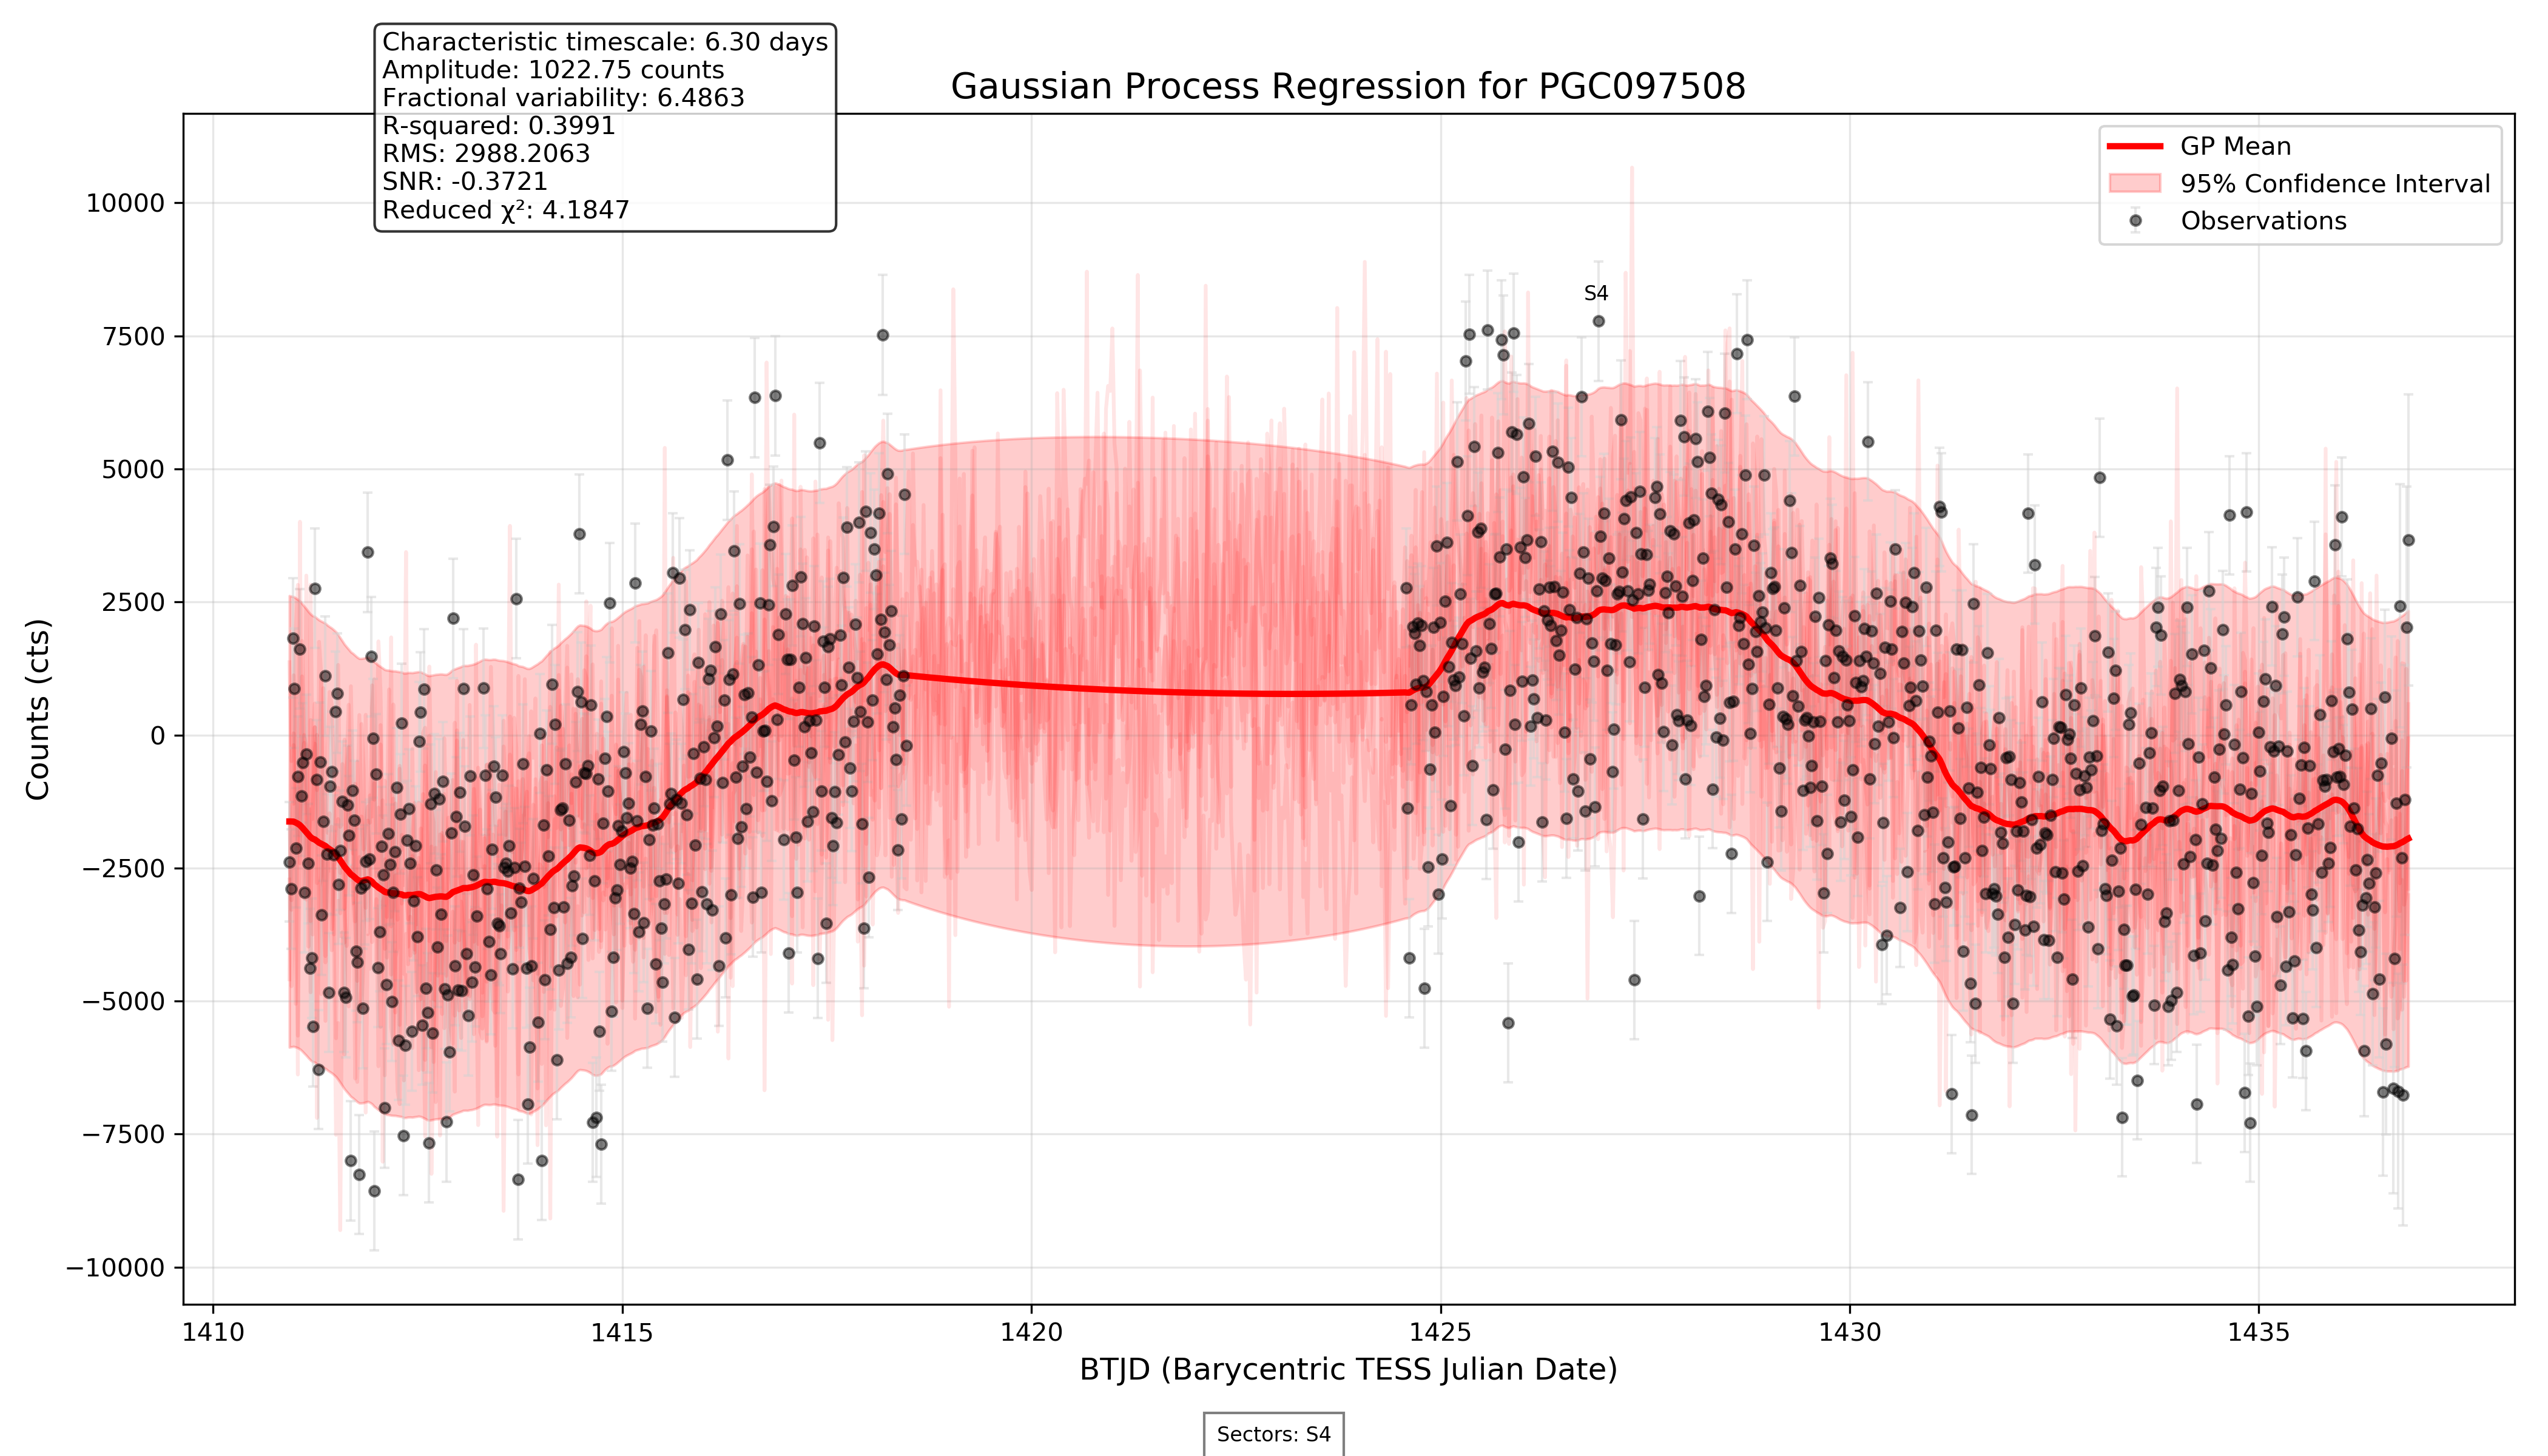 Characteristic timescale: 6.30 days
Amplitude: 1022.75 counts
Fractional variability: 6.4863
R-squared: 0.3991
RMS: 2988.2063
SNR: -0.3721
Reduced χ²: 4.1847
Gaussian Process Regression for PGC097508
GP Mean
95% Confidence Interval
Observations
S4
Counts (cts)
10000
7500
5000
2500
0
−2500
−5000
−7500
−10000
1410 1415 1420 1425 1430 1435
BTJD (Barycentric TESS Julian Date)
Sectors: S4